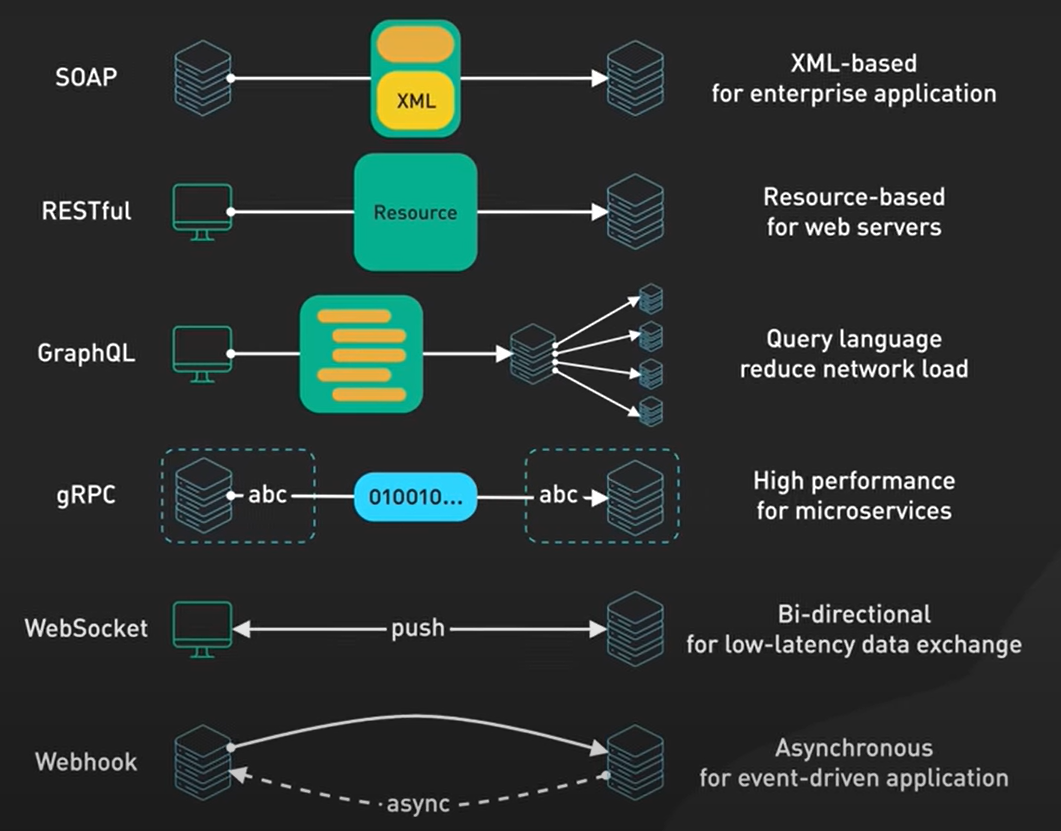 SOAP
XML
XML-based
for enterprise application
RESTful
Resource
Resource-based
for web servers
GraphQL
Query language
reduce network load
gRPC
abc
010010...
abc
High performance
for microservices
WebSocket
push
Bi-directional
for low-latency data exchange
Webhook
async
Asynchronous
for event-driven application